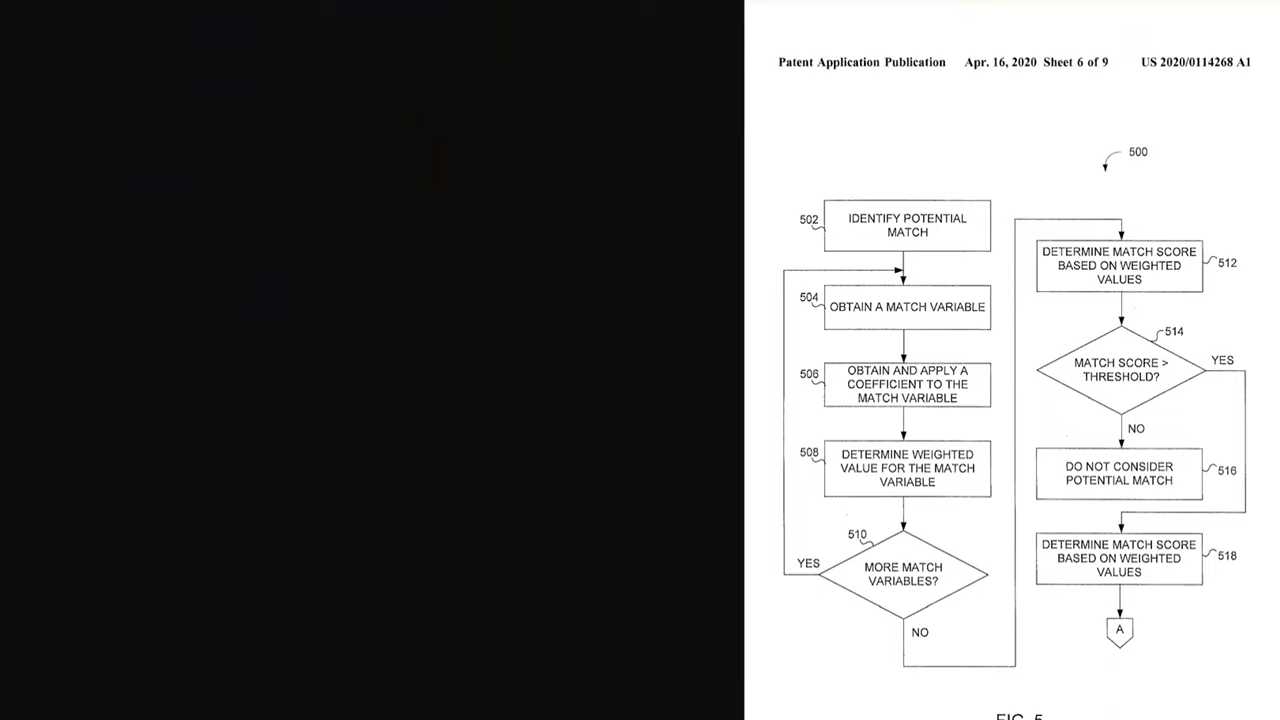 Patent Application Publication Apr. 16, 2020 Sheet 6 of 9 US 2020/0114268 A1
500
502
IDENTIFY POTENTIAL
MATCH
504
OBTAIN A MATCH VARIABLE
506
OBTAIN AND APPLY A
COEFFICIENT TO THE
MATCH VARIABLE
508
DETERMINE WEIGHTED
VALUE FOR THE MATCH
VARIABLE
510
MORE MATCH
VARIABLES?
YES
NO
DETERMINE MATCH SCORE
BASED ON WEIGHTED
VALUES
512
514
MATCH SCORE >
THRESHOLD?
YES
NO
DO NOT CONSIDER
POTENTIAL MATCH
516
DETERMINE MATCH SCORE
BASED ON WEIGHTED
VALUES
518
A
FIG. 5